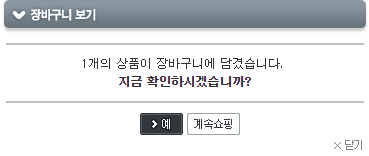 장바구니 보기
1개의 상품이 장바구니에 담겼습니다.
지금 확인하시겠습니까?
> 예
계속쇼핑
× 닫기